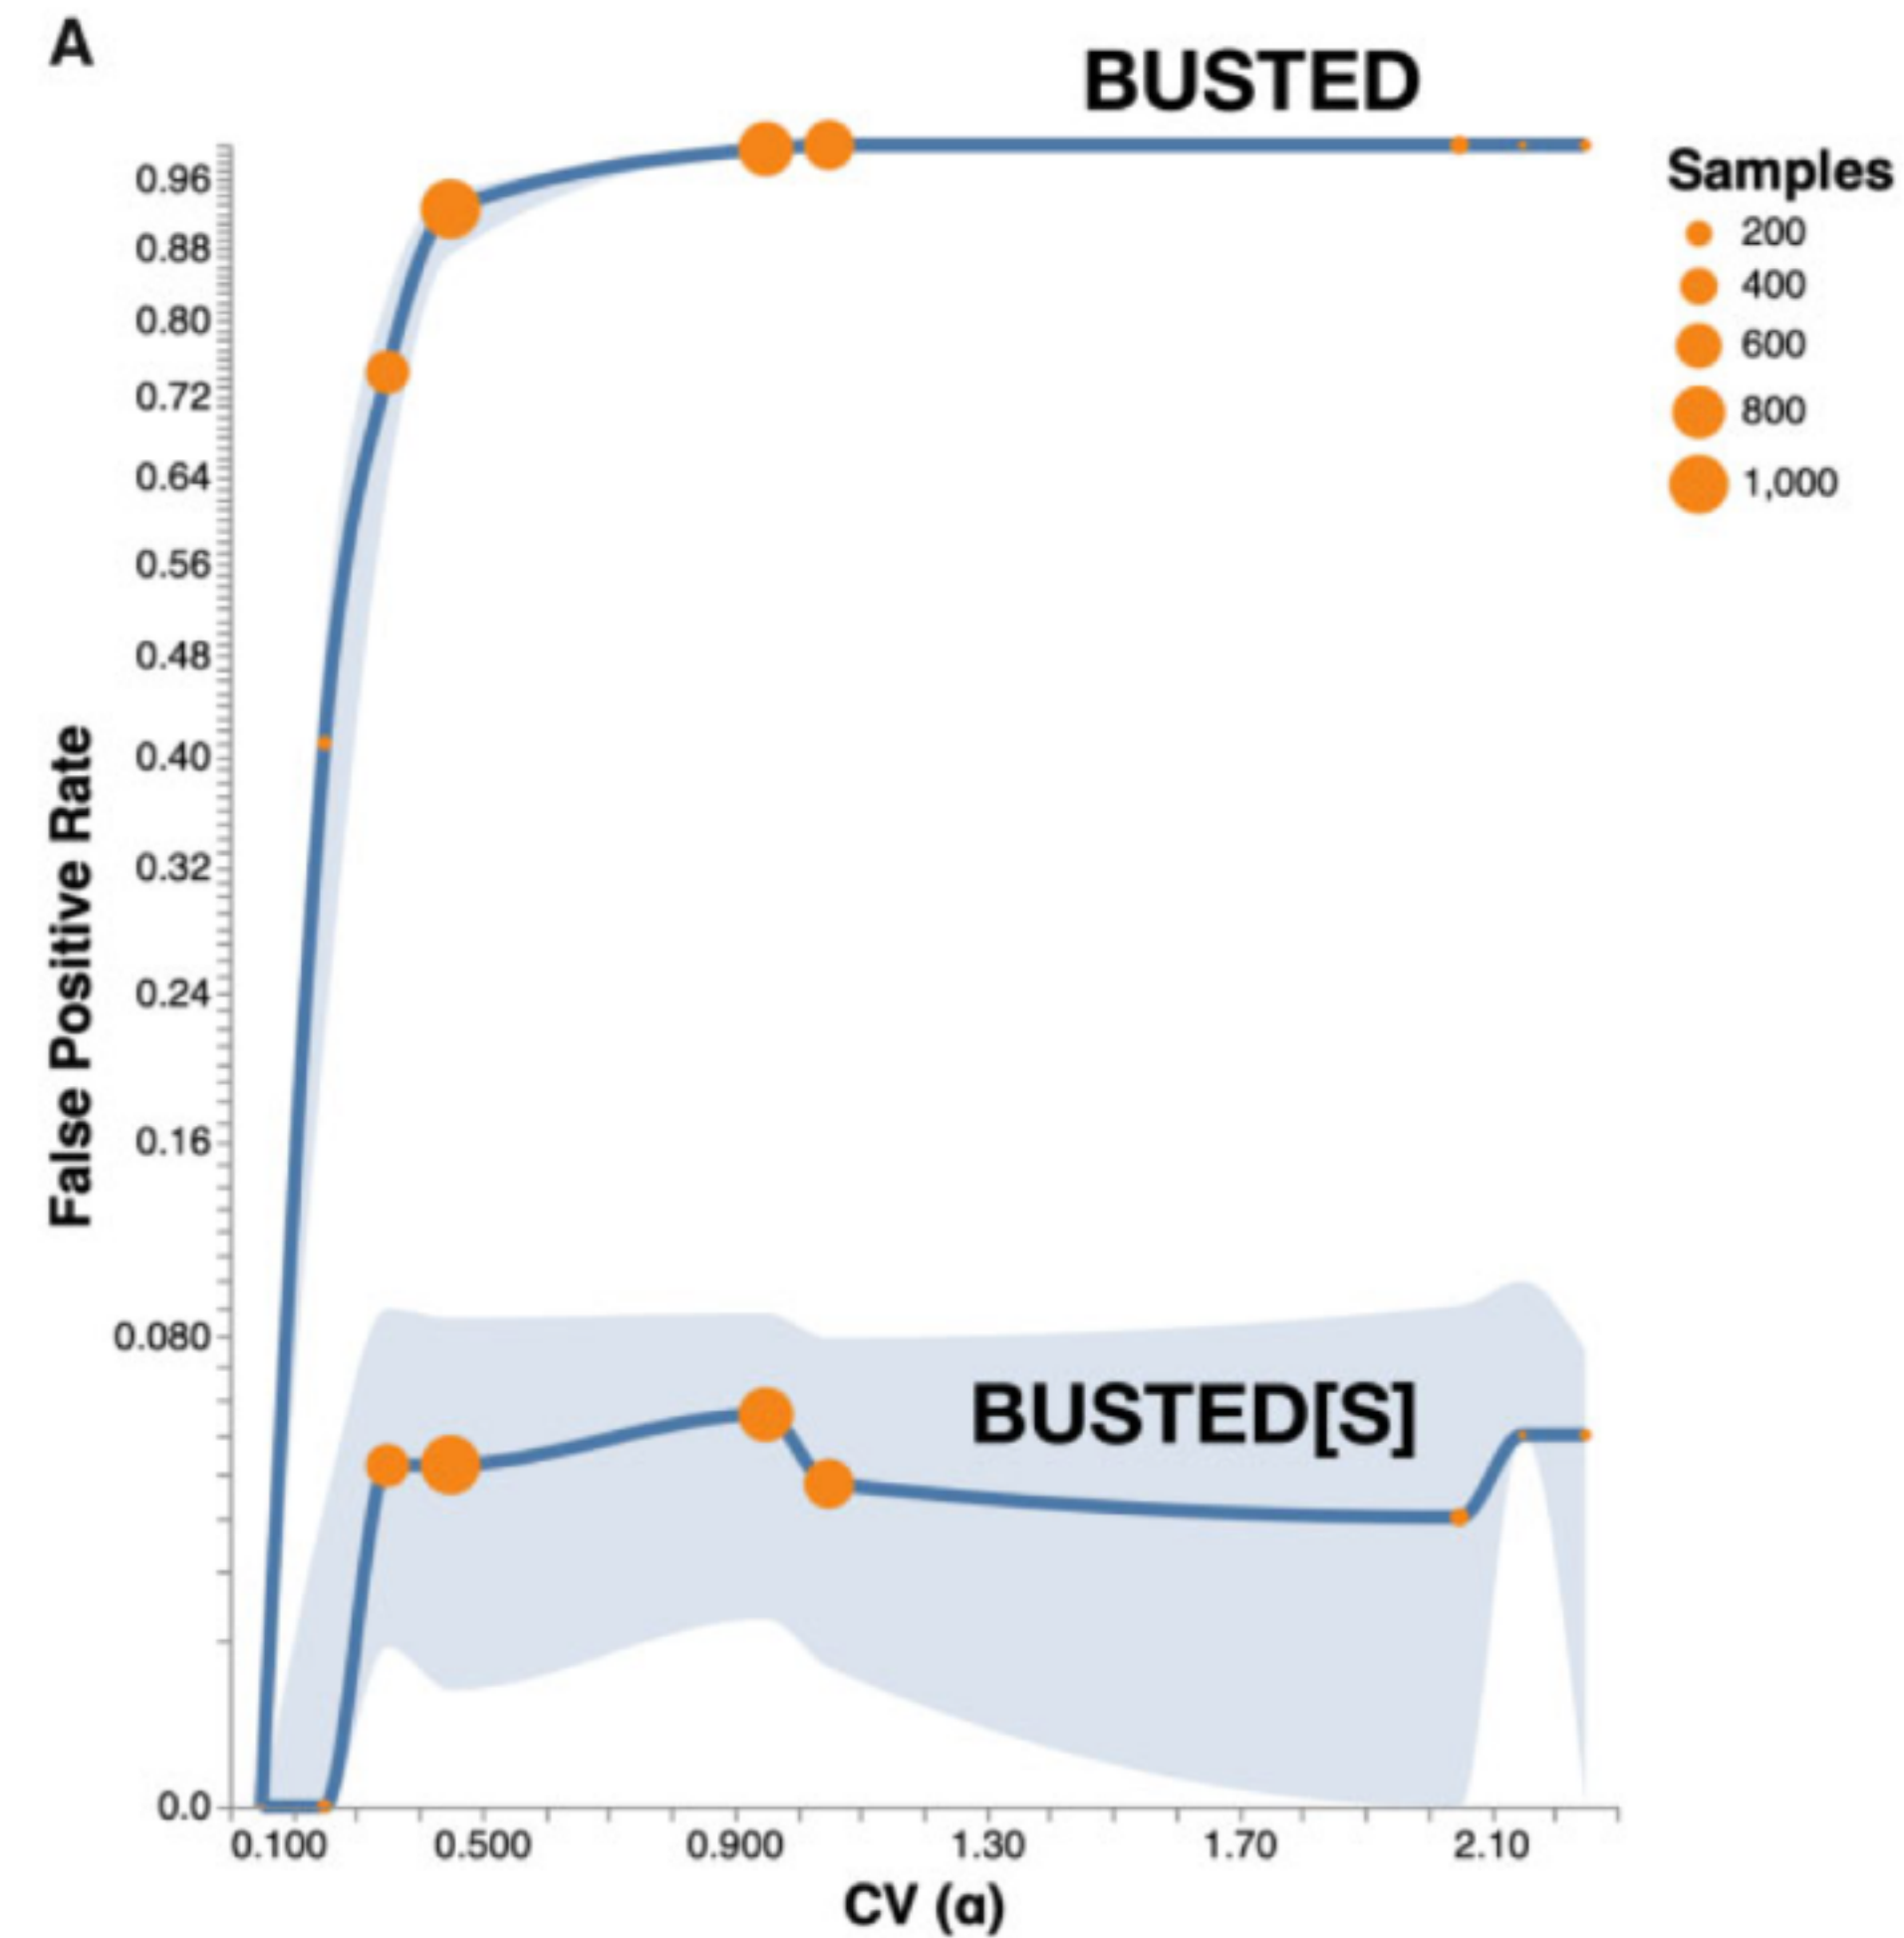 A
BUSTED
Samples
200
400
600
800
1,000
0.96
0.88
0.80
0.72
0.64
0.56
0.48
0.40
0.32
0.24
0.16
0.080
0.0
False Positive Rate
BUSTED[S]
0.100 0.500 0.900 1.30 1.70 2.10
CV (α)